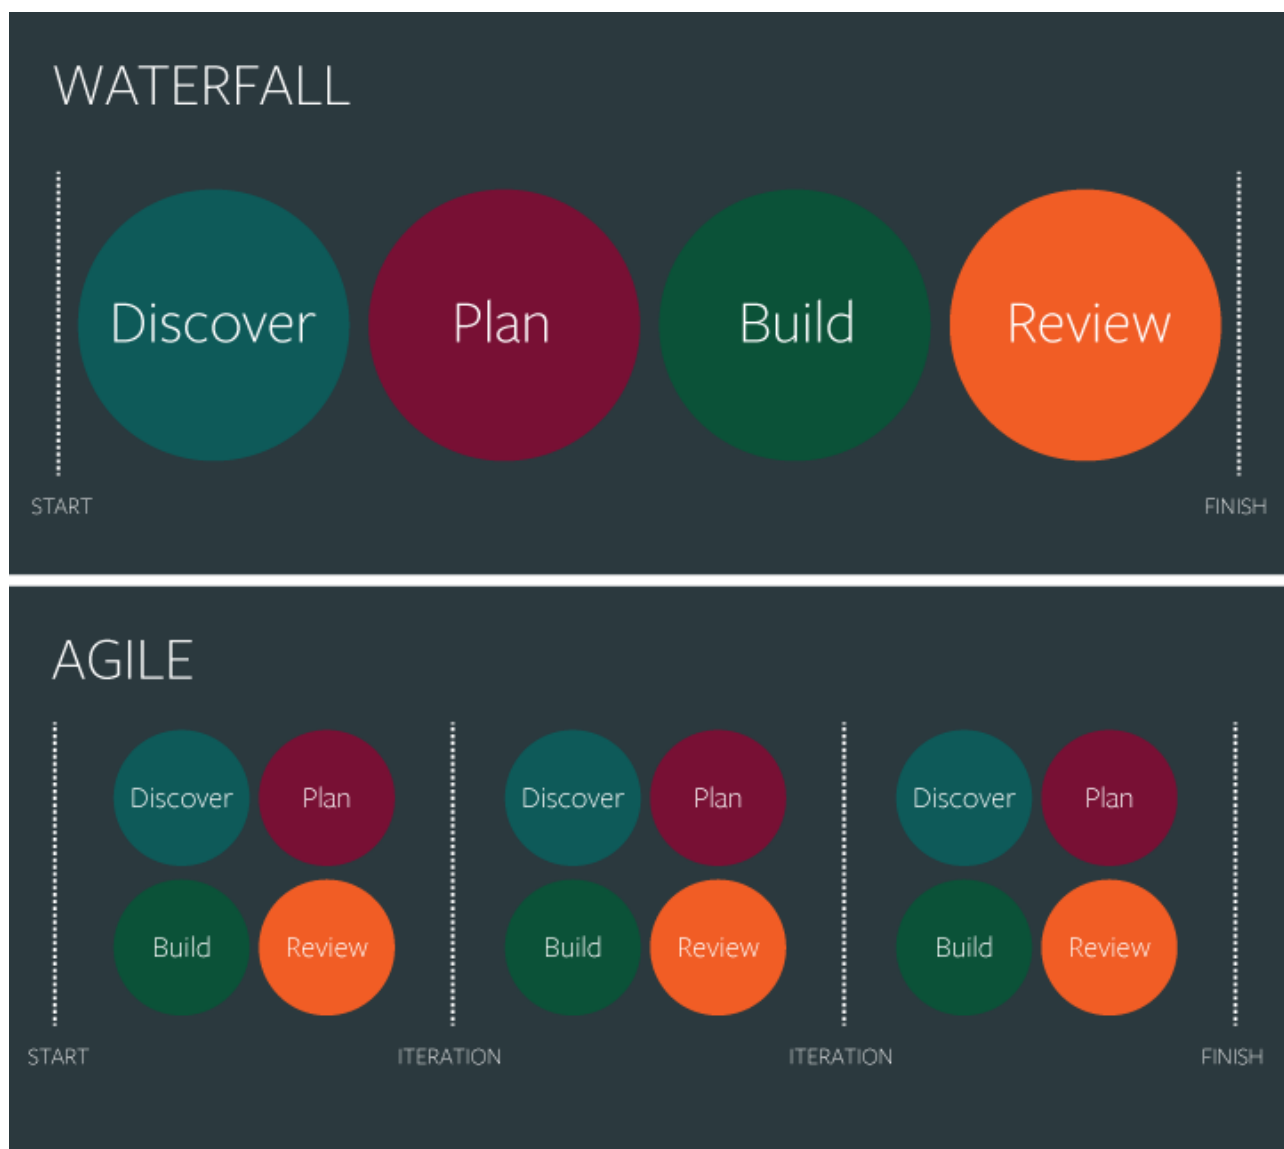 WATERFALL
Discover Plan Build Review
START FINISH
AGILE
Discover Plan Discover Plan Discover Plan
Build Review Build Review Build Review
START ITERATION ITERATION FINISH